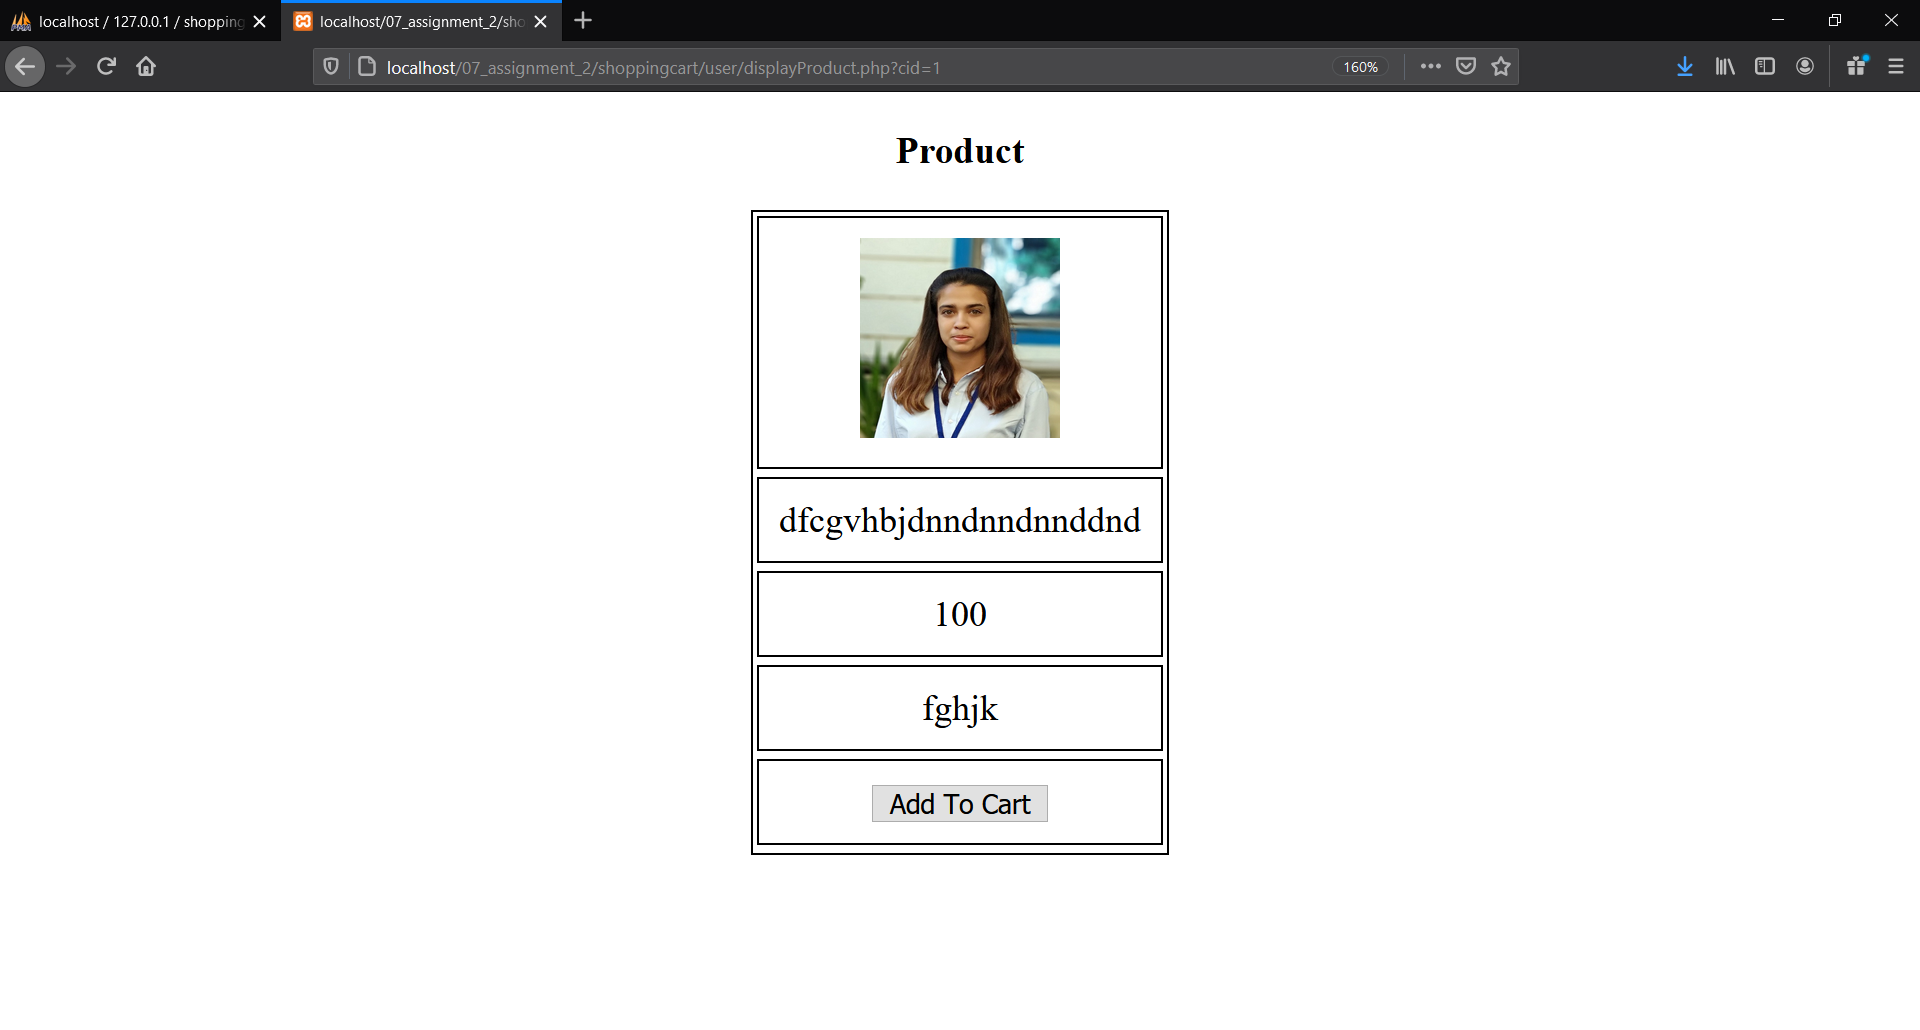 localhost / 127.0.0.1 / shopping
localhost/07_assignment_2/sho
localhost/07_assignment_2/shoppingcart/user/displayProduct.php?cid=1
160%
Product
dfcgvhbjdnndnndnnddnd
100
fghjk
Add To Cart